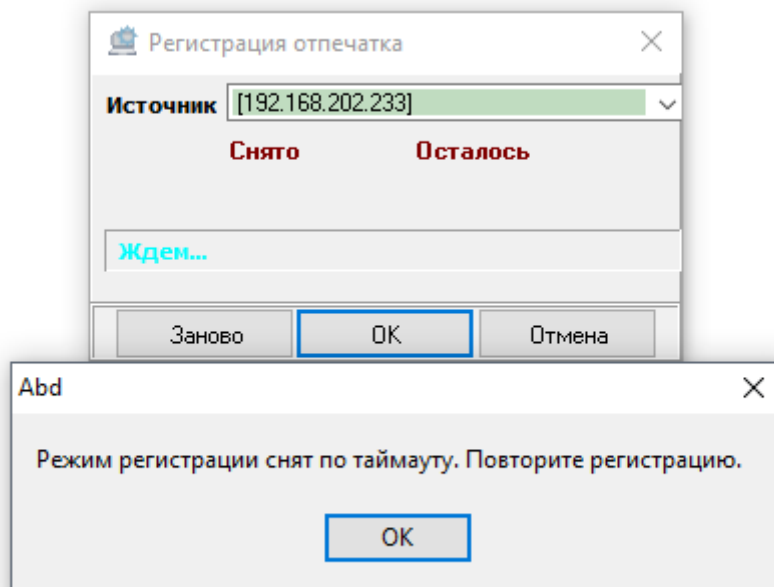 Регистрация отпечатка
Источник [192.168.202.233]
Снято Осталось
Ждем...
Заново OK Отмена
Abd
Режим регистрации снят по таймауту. Повторите регистрацию.
OK